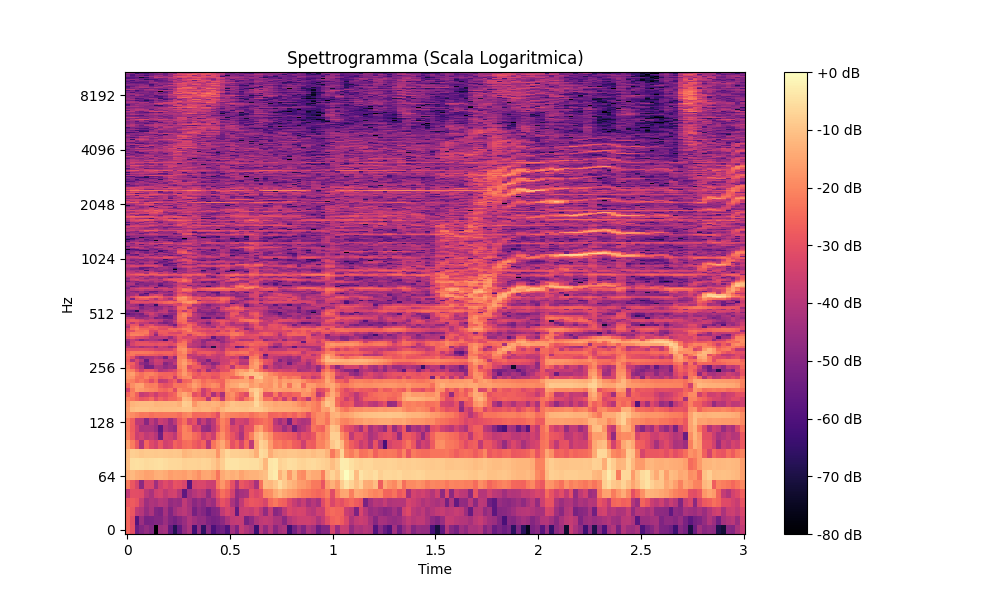 Spettrogramma (Scala Logaritmica)
Hz
8192
4096
2048
1024
512
256
128
64
0
0 0.5 1 1.5 2 2.5 3
Time
+0 dB
-10 dB
-20 dB
-30 dB
-40 dB
-50 dB
-60 dB
-70 dB
-80 dB